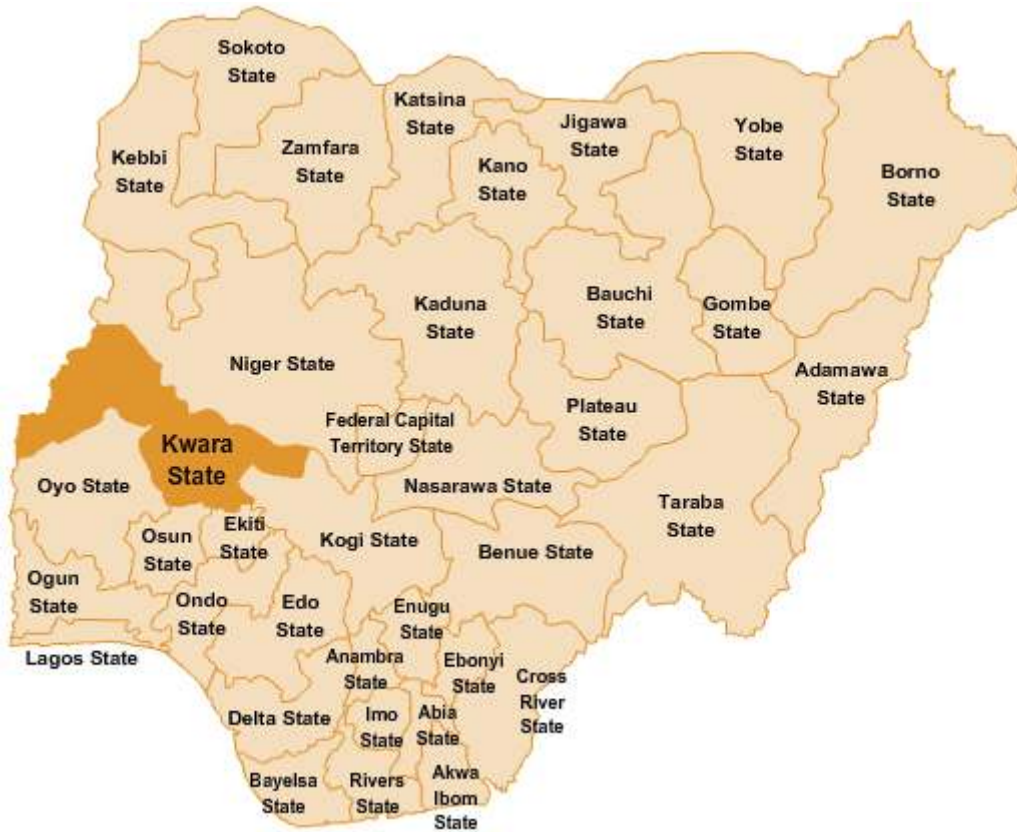 Sokoto
State
Katsina
State
Jigawa
State
Yobe
State
Kebbi
State
Zamfara
State
Kano
State
Borno
State
Kaduna
State
Bauchi
State
Gombe
State
Niger State
Adamawa
State
Plateau
State
Federal Capital
Territory State
Kwara
State
Oyo State
Nasarawa State
Taraba
State
Osun
State
Ekiti
State
Kogi State
Benue State
Ogun
State
Ondo
State
Edo
State
Enugu
State
Lagos State
Anambra
State
Ebonyi
State
Cross
River
State
Delta State
Imo
State
Abia
State
Bayelsa
State
Rivers
State
Akwa
Ibom
State